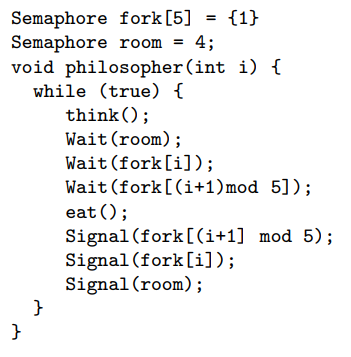 Semaphore fork[5] = {1}
Semaphore room = 4;
void philosopher(int i) {
while (true) {
think();
Wait(room);
Wait(fork[i]);
Wait(fork[(i+1)mod 5]);
eat();
Signal(fork[(i+1] mod 5);
Signal(fork[i]);
Signal(room);
}
}